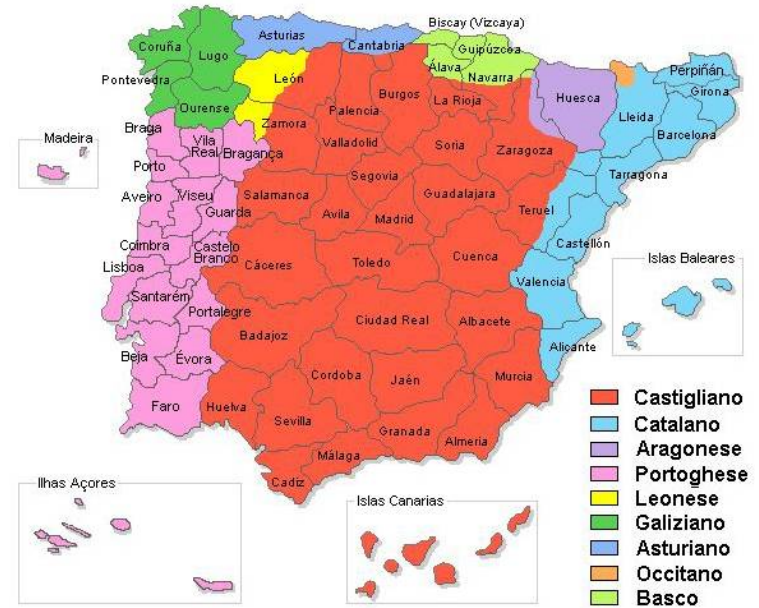 Biscay (Vizcaya)
Coruña
Lugo
Asturias
Cantabria
Guipúzcoa
Álava
Navarra
Perpiñán
Girona
Pontevedra
León
Huesca
Lleida
Ourense
Burgos
La Rioja
Palencia
Zamora
Barcelona
Braga
Vila
Real
Bragança
Valladolid
Soria
Zaragoza
Madeira
Porto
Segovia
Tarragona
Aveiro
Viseu
Salamanca
Guadalajara
Guarda
Avila
Madrid
Teruel
Coimbra
Castelo
Branco
Castellón
Lisboa
Cáceres
Toledo
Cuenca
Islas Baleares
Santarém
Valencia
Portalegre
Ciudad Real
Albacete
Badajoz
Alicante
Beja
Évora
Cordoba
Jaén
Murcia
Faro
Huelva
Sevilla
Granada
Almeria
Málaga
Cadiz
Castigliano
Catalano
Aragonese
Portoghese
Leonese
Galiziano
Asturiano
Occitano
Basco
Ilhas Açores
Islas Canarias